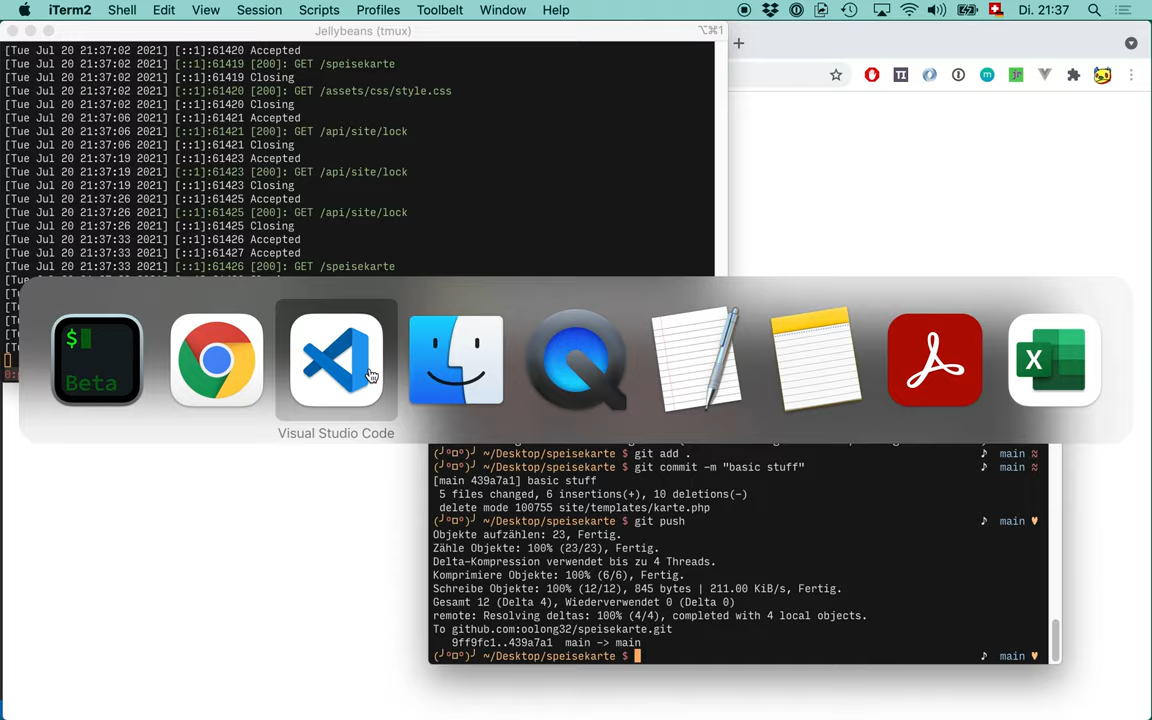 iTerm2 Shell Edit View Session Scripts Profiles Toolbelt Window Help Di. 21:37
Jellybeans (tmux) ⌥⌘1
[Tue Jul 20 21:37:02 2021] [::1]:61420 Accepted
[Tue Jul 20 21:37:02 2021] [::1]:61419 [200]: GET /speisekarte
[Tue Jul 20 21:37:02 2021] [::1]:61419 Closing
[Tue Jul 20 21:37:02 2021] [::1]:61420 [200]: GET /assets/css/style.css
[Tue Jul 20 21:37:02 2021] [::1]:61420 Closing
[Tue Jul 20 21:37:06 2021] [::1]:61421 Accepted
[Tue Jul 20 21:37:06 2021] [::1]:61421 [200]: GET /api/site/lock
[Tue Jul 20 21:37:06 2021] [::1]:61421 Closing
[Tue Jul 20 21:37:19 2021] [::1]:61423 Accepted
[Tue Jul 20 21:37:19 2021] [::1]:61423 [200]: GET /api/site/lock
[Tue Jul 20 21:37:19 2021] [::1]:61423 Closing
[Tue Jul 20 21:37:26 2021] [::1]:61425 Accepted
[Tue Jul 20 21:37:26 2021] [::1]:61425 [200]: GET /api/site/lock
[Tue Jul 20 21:37:26 2021] [::1]:61425 Closing
[Tue Jul 20 21:37:33 2021] [::1]:61426 Accepted
[Tue Jul 20 21:37:33 2021] [::1]:61427 Accepted
[Tue Jul 20 21:37:33 2021] [::1]:61426 [200]: GET /speisekarte
$
Beta
Visual Studio Code
(╯°□°)╯ ~/Desktop/speisekarte $ git add . ♪ main ≈
(╯°□°)╯ ~/Desktop/speisekarte $ git commit -m "basic stuff" ♪ main ≈
[main 439a7a1] basic stuff
5 files changed, 6 insertions(+), 10 deletions(-)
delete mode 100755 site/templates/karte.php
(╯°□°)╯ ~/Desktop/speisekarte $ git push ♪ main ♥
Objekte aufzählen: 23, Fertig.
Zähle Objekte: 100% (23/23), Fertig.
Delta-Kompression verwendet bis zu 4 Threads.
Komprimiere Objekte: 100% (6/6), Fertig.
Schreibe Objekte: 100% (12/12), 845 bytes | 211.00 KiB/s, Fertig.
Gesamt 12 (Delta 4), Wiederverwendet 0 (Delta 0)
remote: Resolving deltas: 100% (4/4), completed with 4 local objects.
To github.com:oolong32/speisekarte.git
9ff9fc1..439a7a1 main -> main
(╯°□°)╯ ~/Desktop/speisekarte $ ♪ main ♥